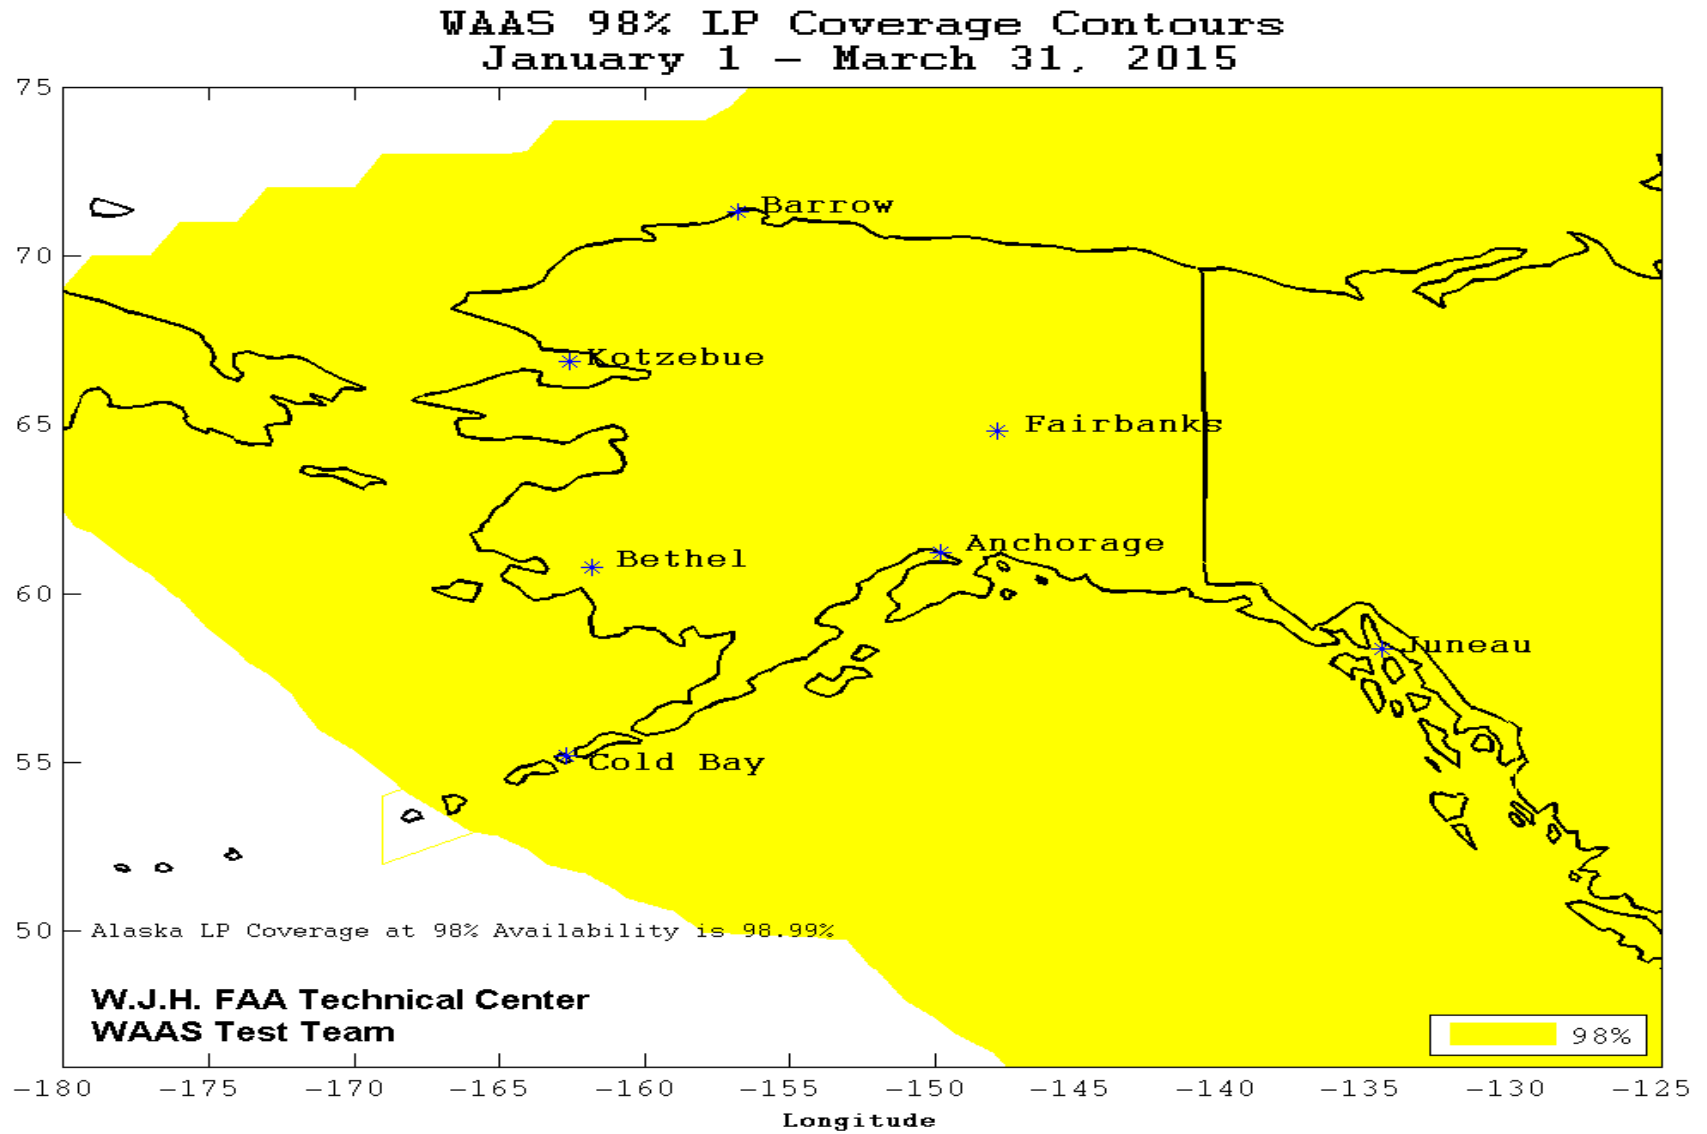 WAAS 98% LP Coverage Contours
January 1 – March 31, 2015
75
70
65
60
55
50
Barrow
Kotzebue
Fairbanks
Anchorage
Bethel
Juneau
Cold Bay
Alaska LP Coverage at 98% Availability is 98.99%
W.J.H. FAA Technical Center
WAAS Test Team
98%
−180 −175 −170 −165 −160 −155 −150 −145 −140 −135 −130 −125
Longitude